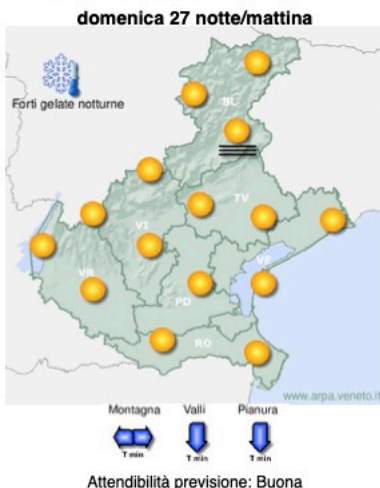 domenica 27 notte/mattina
Forti gelate notturne
BL
TV
VI
VE
VR
PD
RO
www.arpa.veneto.it
Montagna Valli Pianura
T min T min T min
Attendibilità previsione: Buona